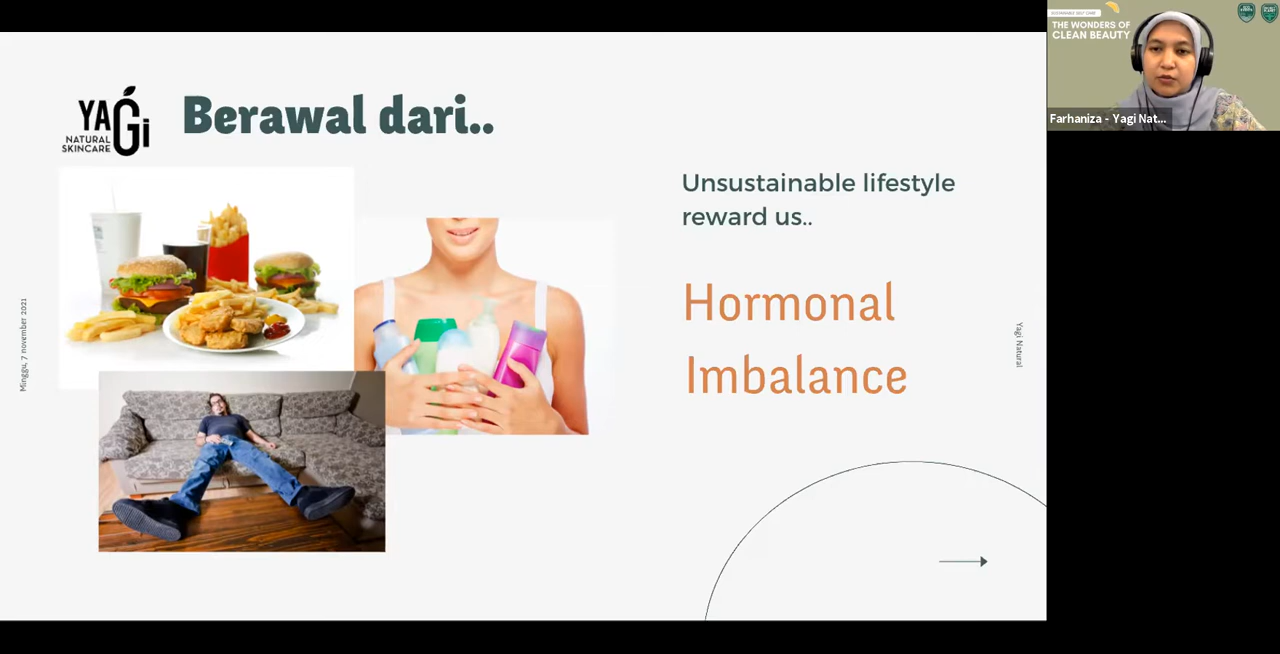 YAGi
NATURAL
SKINCARE
Berawal dari..
Unsustainable lifestyle
reward us..
Hormonal
Imbalance
Minggu, 7 november 2021
Yagi Natural
THE WONDERS OF
CLEAN BEAUTY
Farhaniza - Yagi Nat...